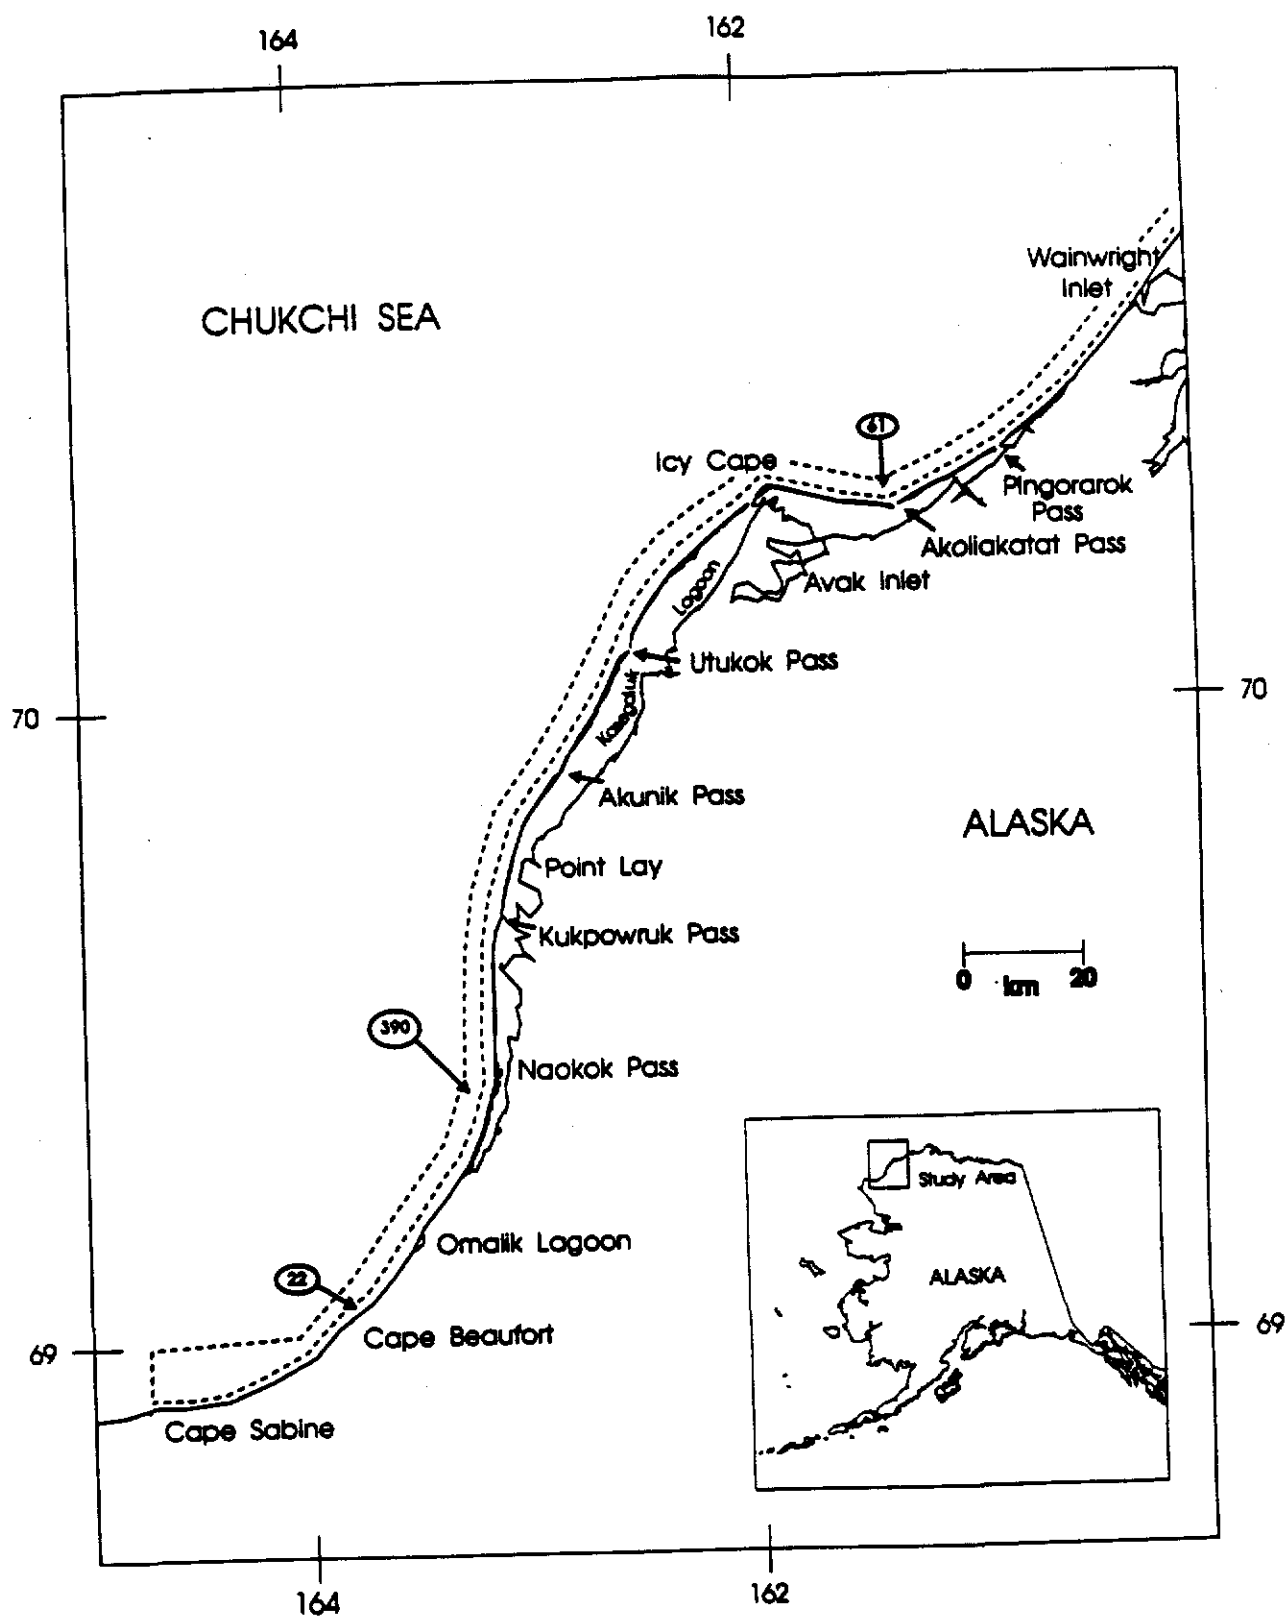 164
162
Wainwright
Inlet
CHUKCHI SEA
61
Icy Cape
Pingorarok
Pass
Akoliakatat Pass
Avak Inlet
Lagoon
Utukok Pass
Kasegaluk
70
70
Akunik Pass
ALASKA
Point Lay
Kukpowruk Pass
0 km 20
390
Naokok Pass
Study Area
Omalik Lagoon
ALASKA
22
Cape Beaufort
69
69
Cape Sabine
164
162